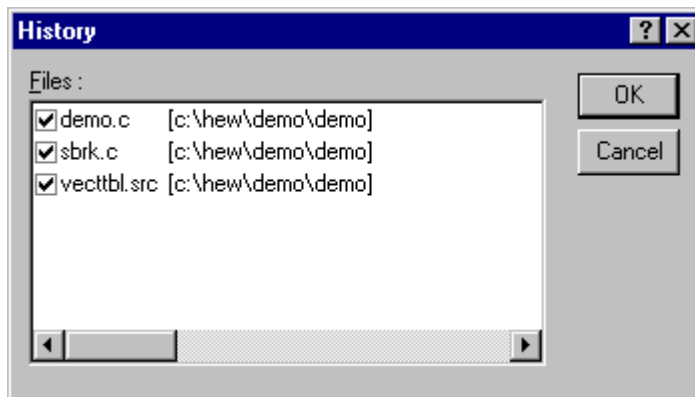 History
Files :
demo.c [c:\hew\demo\demo]
sbrk.c [c:\hew\demo\demo]
vecttbl.src [c:\hew\demo\demo]
OK
Cancel